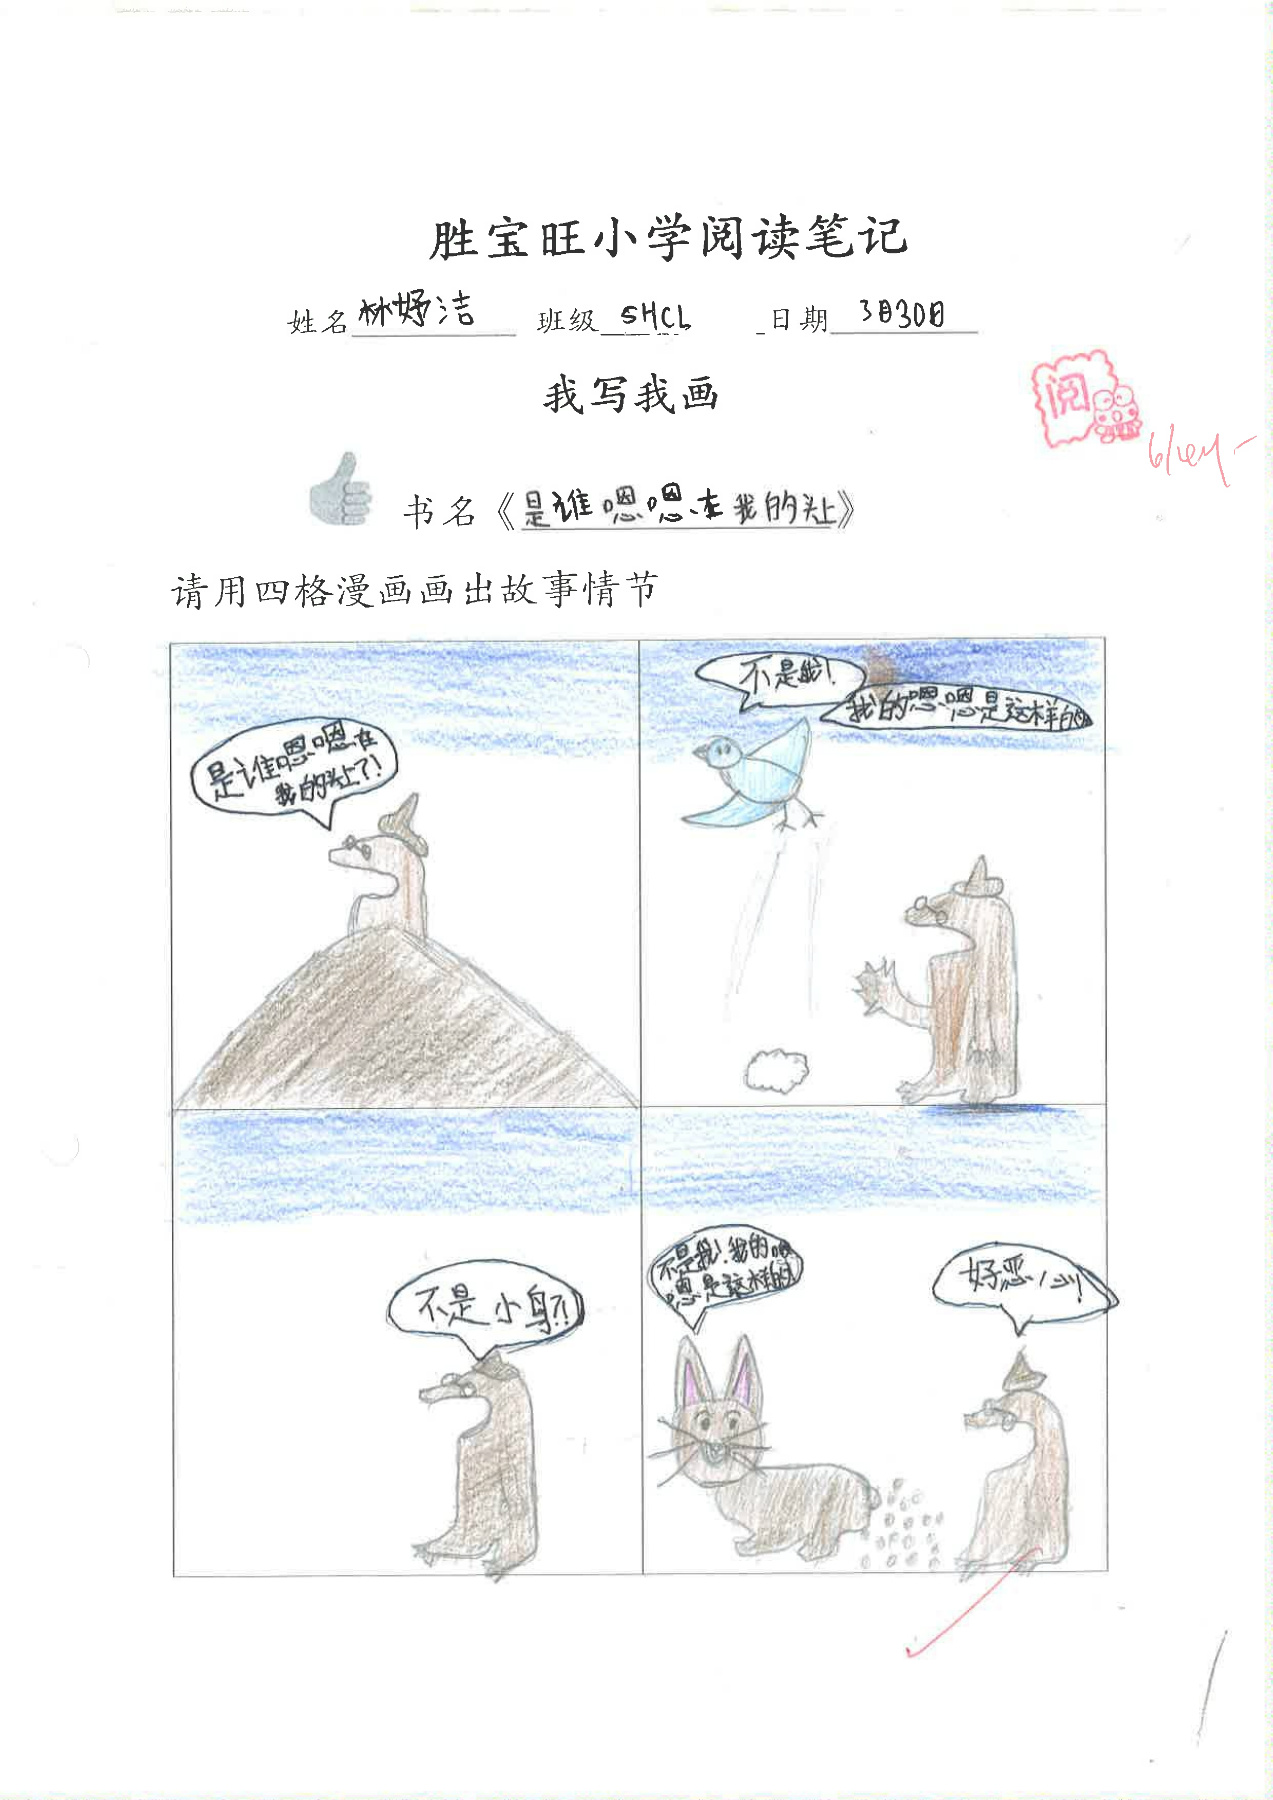 胜宝旺小学阅读笔记
姓名 林妤洁 班级 5HCL 日期 3月30日
我写我画
阅
书名《是谁嗯嗯在我的头上》
请用四格漫画画出故事情节
是谁嗯嗯在
我的头上?!
不是我!
我的嗯嗯是这样的
不是小鸟?!
不是我!我的嗯
嗯是这样的
好恶心!